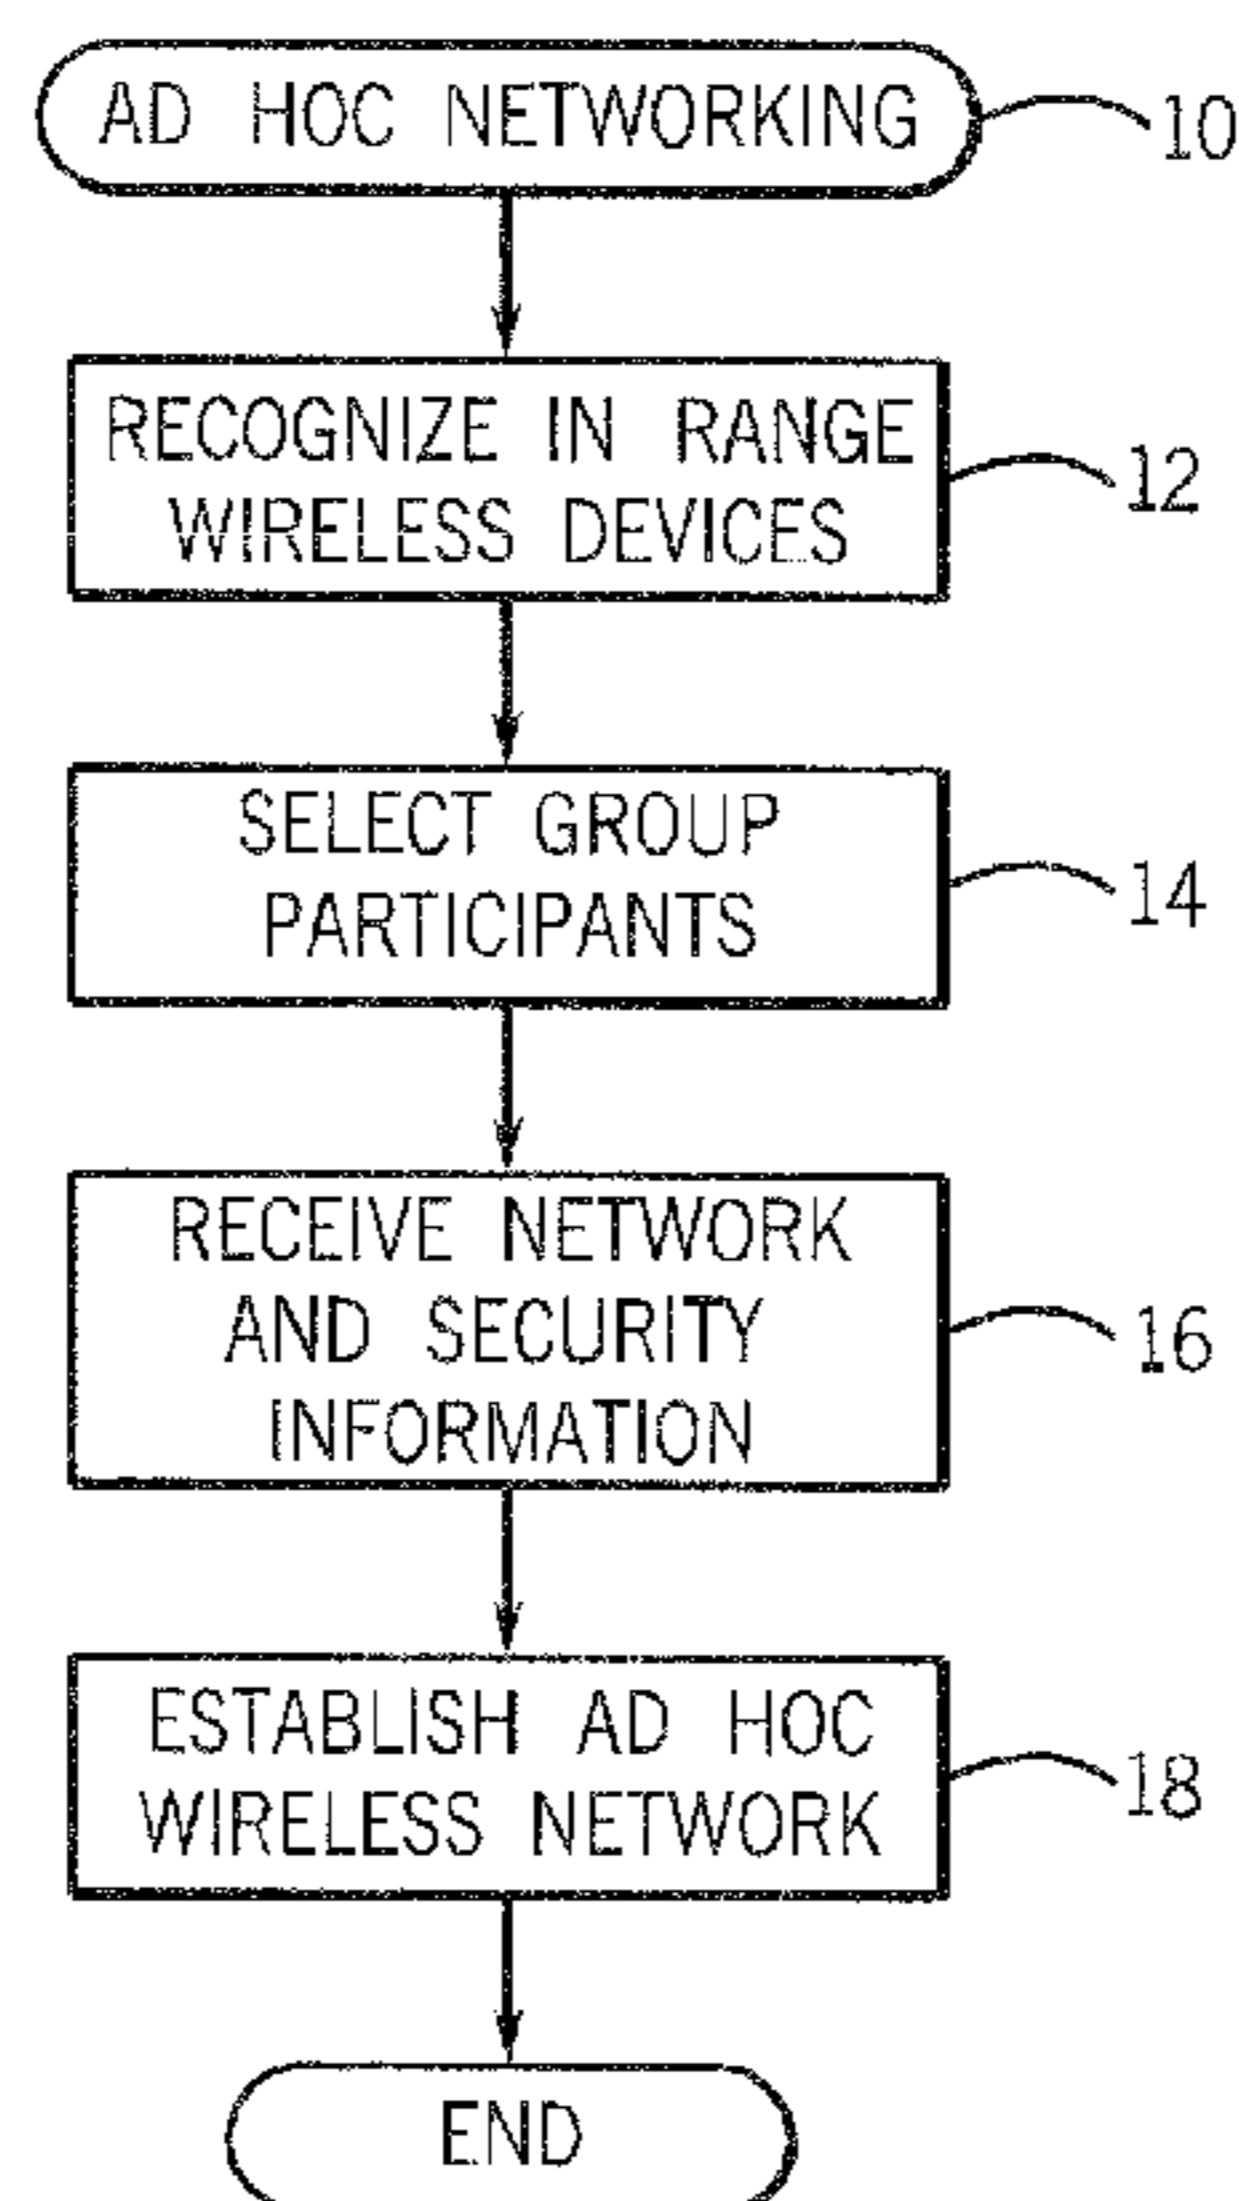 AD HOC NETWORKING
10
RECOGNIZE IN RANGE
WIRELESS DEVICES
12
SELECT GROUP
PARTICIPANTS
14
RECEIVE NETWORK
AND SECURITY
INFORMATION
16
ESTABLISH AD HOC
WIRELESS NETWORK
18
END